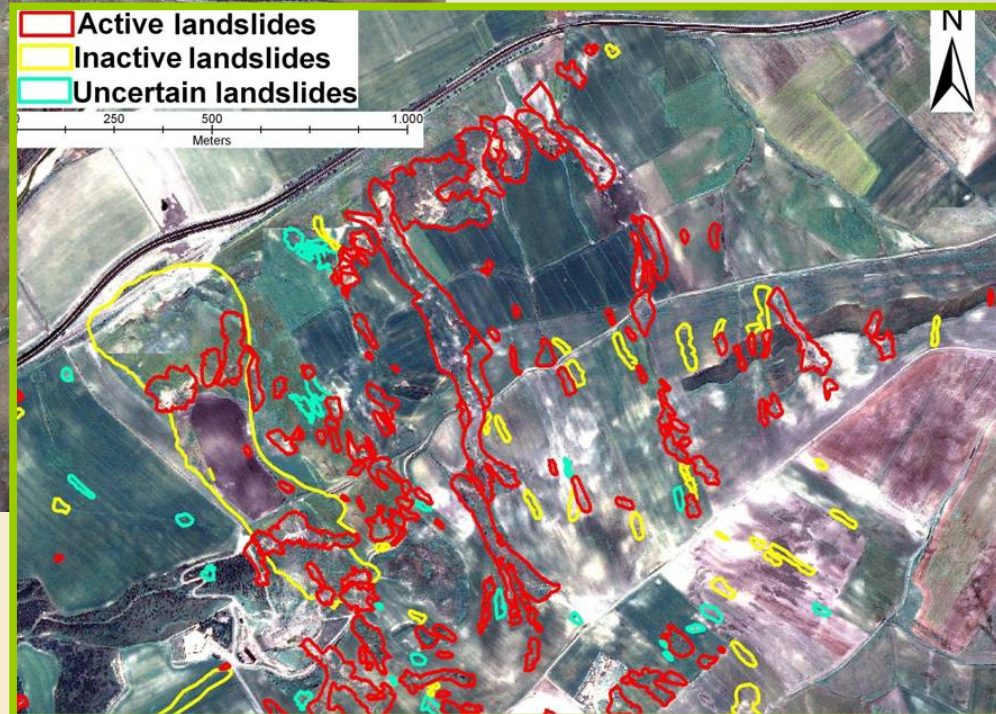 Active landslides
Inactive landslides
Uncertain landslides
N
0 250 500 1.000
Meters